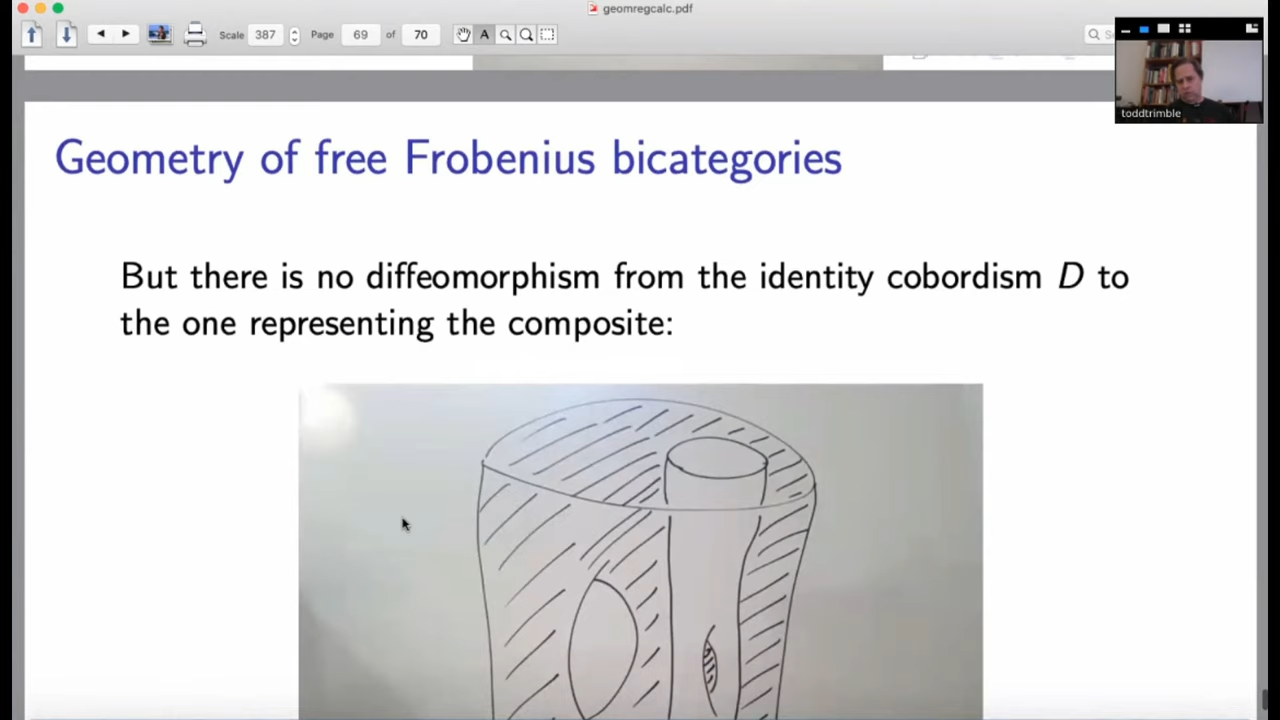 geomregcalc.pdf
Scale 387 Page 69 of 70
A
toddtrimble
Geometry of free Frobenius bicategories
But there is no diffeomorphism from the identity cobordism D to
the one representing the composite: